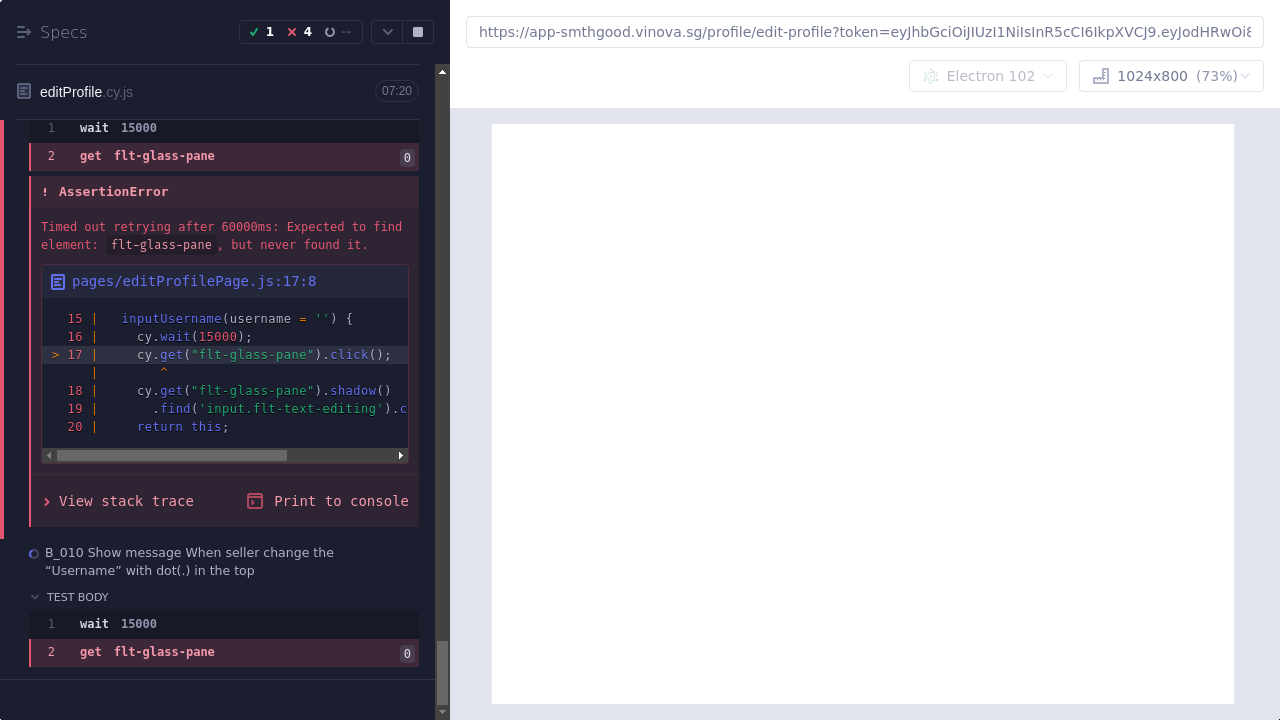 Specs
1
4
--
editProfile.cy.js
07:20
1 wait 15000
2 get flt-glass-pane 0
! AssertionError
Timed out retrying after 60000ms: Expected to find
element: flt-glass-pane, but never found it.
pages/editProfilePage.js:17:8
15 | inputUsername(username = '') {
16 | cy.wait(15000);
> 17 | cy.get("flt-glass-pane").click();
| ^
18 | cy.get("flt-glass-pane").shadow()
19 | .find('input.flt-text-editing').c
20 | return this;
View stack trace
Print to console
B_010 Show message When seller change the
“Username” with dot(.) in the top
TEST BODY
1 wait 15000
2 get flt-glass-pane 0
https://app-smthgood.vinova.sg/profile/edit-profile?token=eyJhbGciOiJIUzI1NiIsInR5cCI6IkpXVCJ9.eyJodHRwOi8
Electron 102
1024x800 (73%)